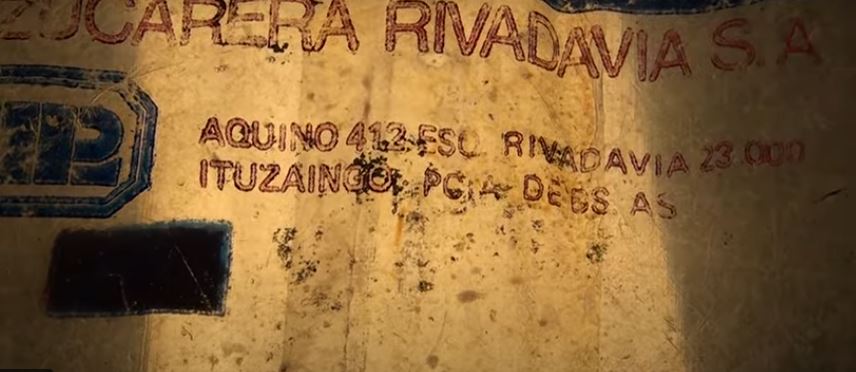 ZUCARERA RIVADAVIA S.A
AQUINO 412 ESQ RIVADAVIA 23.000
ITUZAINGO, PCIA DE BS. AS